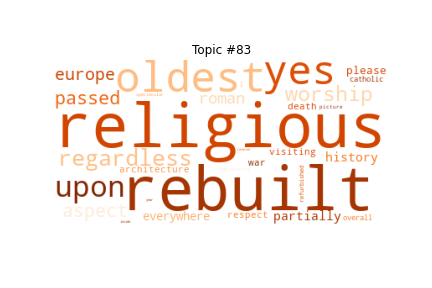 Topic #83
oldest yes
europe please
catholic
passed roman worship
death picture
religious
regardless visiting history
architecture war
upon rebuilt refurbished
aspect everywhere respect partially overall